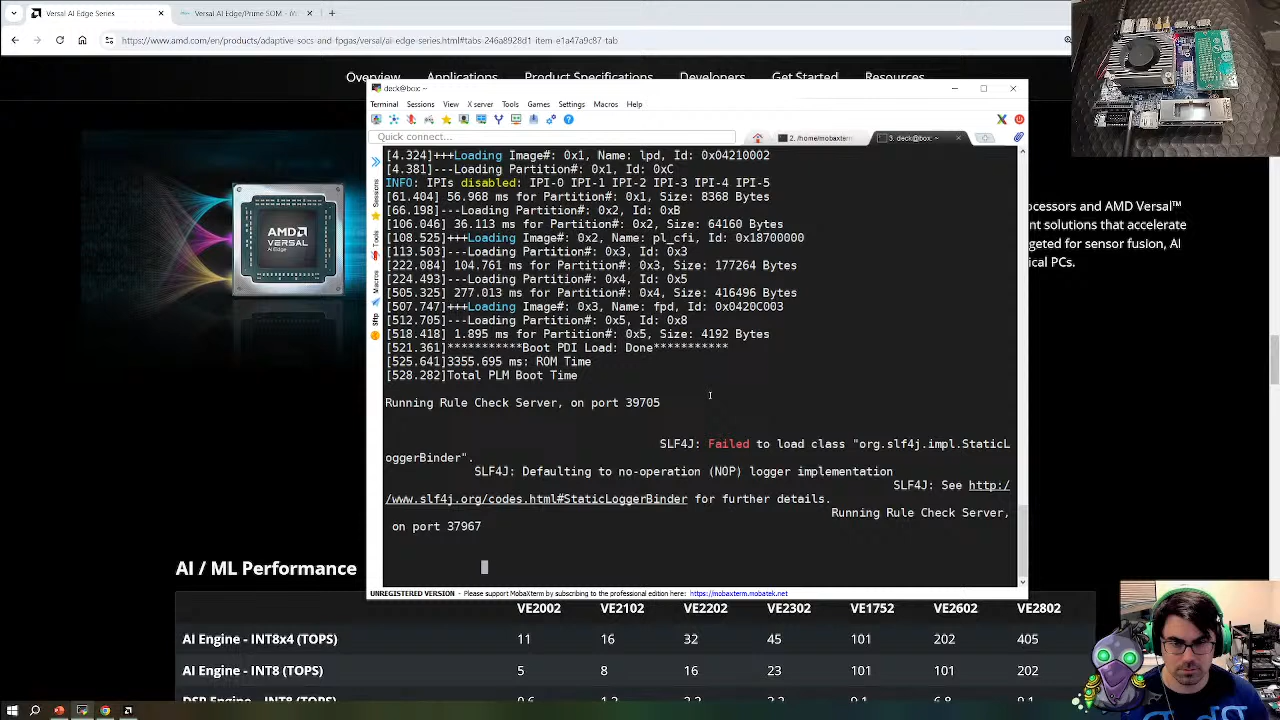 Versal AI Edge Series
Versal AI Edge/Prime SOM - iW
https://www.amd.com/en/products/adaptive-socs-and-fpgas/versal/ai-edge-series.html#tabs-246a8928d1-item-e1a47a9c87-tab
Overview
Applications
Product Specifications
Developers
Get Started
Resources
deck@box: ~
Terminal Sessions View X server Tools Games Settings Macros Help
Quick connect...
2. /home/mobaxterm
3. deck@box: ~
Sessions
Tools
Macros
Sftp
[4.324]+++Loading Image#: 0x1, Name: lpd, Id: 0x04210002
[4.381]---Loading Partition#: 0x1, Id: 0xC
INFO: IPIs disabled: IPI-0 IPI-1 IPI-2 IPI-3 IPI-4 IPI-5
[61.404] 56.968 ms for Partition#: 0x1, Size: 8368 Bytes
[66.198]---Loading Partition#: 0x2, Id: 0xB
[106.046] 36.113 ms for Partition#: 0x2, Size: 64160 Bytes
[108.525]+++Loading Image#: 0x2, Name: pl_cfi, Id: 0x18700000
[113.503]---Loading Partition#: 0x3, Id: 0x3
[222.084] 104.761 ms for Partition#: 0x3, Size: 177264 Bytes
[224.493]---Loading Partition#: 0x4, Id: 0x5
[505.325] 277.013 ms for Partition#: 0x4, Size: 416496 Bytes
[507.747]+++Loading Image#: 0x3, Name: fpd, Id: 0x0420C003
[512.705]---Loading Partition#: 0x5, Id: 0x8
[518.418] 1.895 ms for Partition#: 0x5, Size: 4192 Bytes
[521.361]***********Boot PDI Load: Done***********
[525.641]3355.695 ms: ROM Time
[528.282]Total PLM Boot Time
Running Rule Check Server, on port 39705
SLF4J: Failed to load class "org.slf4j.impl.StaticL
oggerBinder".
SLF4J: Defaulting to no-operation (NOP) logger implementation
SLF4J: See http:/
/www.slf4j.org/codes.html#StaticLoggerBinder for further details.
Running Rule Check Server,
on port 37967
UNREGISTERED VERSION - Please support MobaXterm by subscribing to the professional edition here: https://mobaxterm.mobatek.net
AMD
VERSAL
AI Edge
ocessors and AMD Versal™
nt solutions that accelerate
rgeted for sensor fusion, AI
ical PCs.
AI / ML Performance
VE2002 VE2102 VE2202 VE2302 VE1752 VE2602 VE2802
AI Engine - INT8x4 (TOPS) 11 16 32 45 101 202 405
AI Engine - INT8 (TOPS) 5 8 16 23 101 101 202